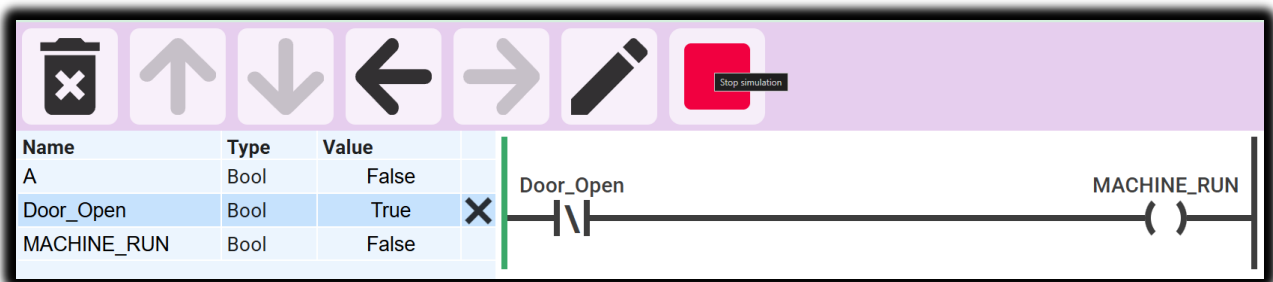 Stop simulation
Name Type Value
A Bool False
Door_Open Bool True
MACHINE_RUN Bool False
Door_Open MACHINE_RUN